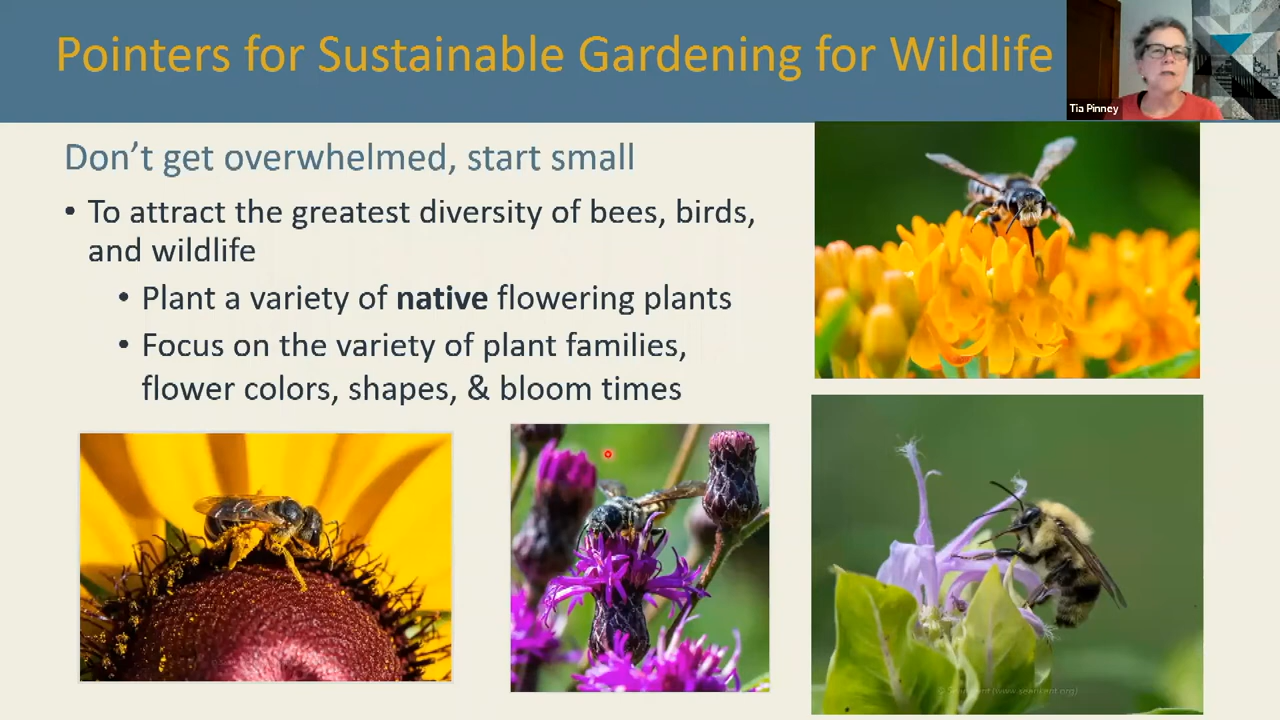 Pointers for Sustainable Gardening for Wildlife
Tia Pinney
Don't get overwhelmed, start small
• To attract the greatest diversity of bees, birds,
and wildlife
• Plant a variety of native flowering plants
• Focus on the variety of plant families,
flower colors, shapes, & bloom times